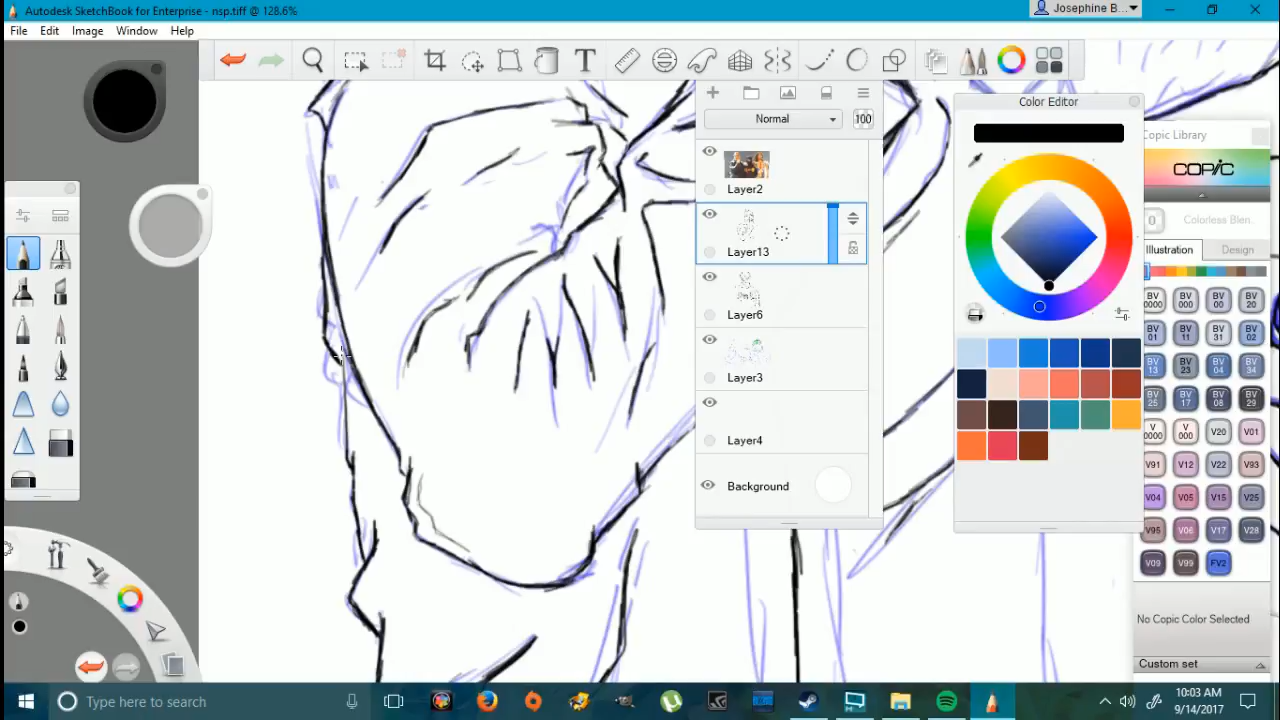 Autodesk SketchBook for Enterprise - nsp.tiff @ 128.6%
Josephine B...
File Edit Image Window Help
T
Normal 100
Layer2
Layer13
Layer6
Layer3
Layer4
Background
Color Editor
Copic Library
COPIC
0 Colorless Blen..
Illustration Design
BV 0000 BV 000 BV 00 BV 20
BV 01 BV 11 BV 31 BV 02
BV 13 BV 23 BV 04 BV 34
BV 25 BV 17 BV 08 BV 29
V 0000 V 000 V20 V01
V91 V12 V22 V93
V04 V05 V15 V25
V95 V06 V17 V28
V09 V99 FV2
No Copic Color Selected
Custom set
Type here to search
10:03 AM
9/14/2017